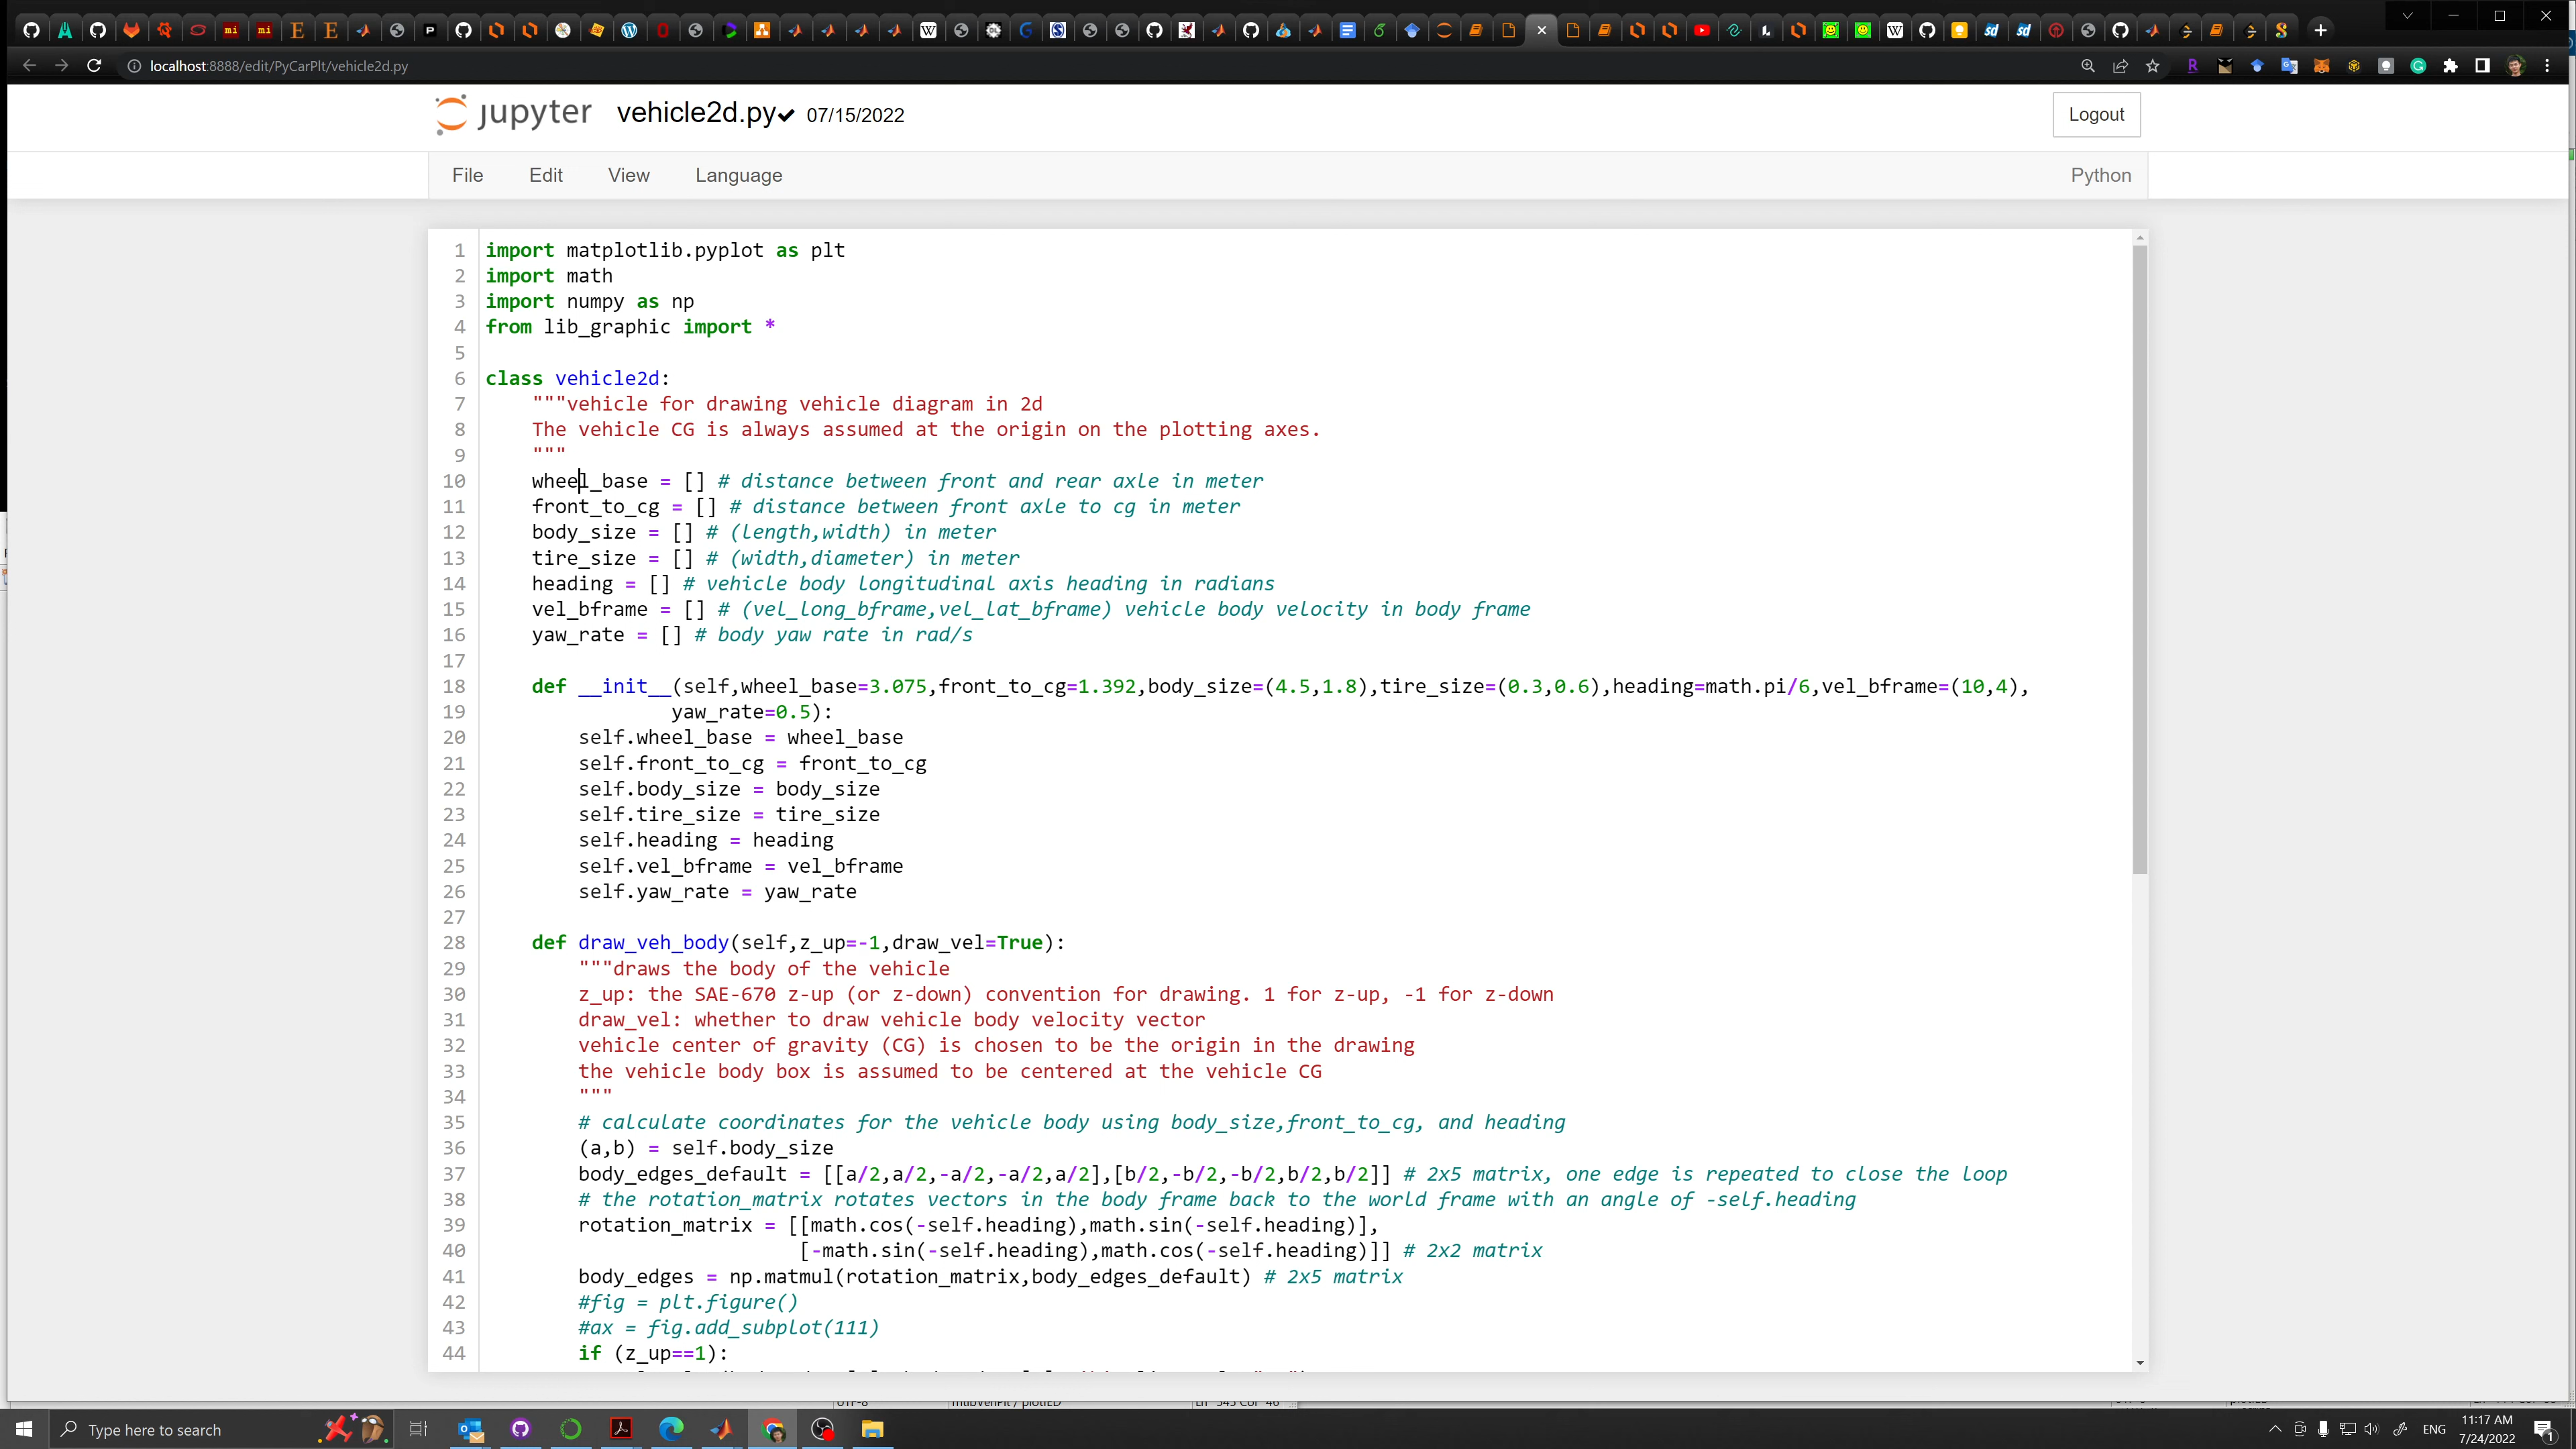 localhost:8888/edit/PyCarPlt/vehicle2d.py
jupyter vehicle2d.py✔ 07/15/2022
Logout
File Edit View Language
Python
1 import matplotlib.pyplot as plt
2 import math
3 import numpy as np
4 from lib_graphic import *
5
6 class vehicle2d:
7 """vehicle for drawing vehicle diagram in 2d
8 The vehicle CG is always assumed at the origin on the plotting axes.
9 """
10 wheel_base = [] # distance between front and rear axle in meter
11 front_to_cg = [] # distance between front axle to cg in meter
12 body_size = [] # (length,width) in meter
13 tire_size = [] # (width,diameter) in meter
14 heading = [] # vehicle body longitudinal axis heading in radians
15 vel_bframe = [] # (vel_long_bframe,vel_lat_bframe) vehicle body velocity in body frame
16 yaw_rate = [] # body yaw rate in rad/s
17
18 def __init__(self,wheel_base=3.075,front_to_cg=1.392,body_size=(4.5,1.8),tire_size=(0.3,0.6),heading=math.pi/6,vel_bframe=(10,4),
19 yaw_rate=0.5):
20 self.wheel_base = wheel_base
21 self.front_to_cg = front_to_cg
22 self.body_size = body_size
23 self.tire_size = tire_size
24 self.heading = heading
25 self.vel_bframe = vel_bframe
26 self.yaw_rate = yaw_rate
27
28 def draw_veh_body(self,z_up=-1,draw_vel=True):
29 """draws the body of the vehicle
30 z_up: the SAE-670 z-up (or z-down) convention for drawing. 1 for z-up, -1 for z-down
31 draw_vel: whether to draw vehicle body velocity vector
32 vehicle center of gravity (CG) is chosen to be the origin in the drawing
33 the vehicle body box is assumed to be centered at the vehicle CG
34 """
35 # calculate coordinates for the vehicle body using body_size,front_to_cg, and heading
36 (a,b) = self.body_size
37 body_edges_default = [[a/2,a/2,-a/2,-a/2,a/2],[b/2,-b/2,-b/2,b/2,b/2]] # 2x5 matrix, one edge is repeated to close the loop
38 # the rotation_matrix rotates vectors in the body frame back to the world frame with an angle of -self.heading
39 rotation_matrix = [[math.cos(-self.heading),math.sin(-self.heading)],
40 [-math.sin(-self.heading),math.cos(-self.heading)]] # 2x2 matrix
41 body_edges = np.matmul(rotation_matrix,body_edges_default) # 2x5 matrix
42 #fig = plt.figure()
43 #ax = fig.add_subplot(111)
44 if (z_up==1):
Type here to search
ENG
11:17 AM
7/24/2022